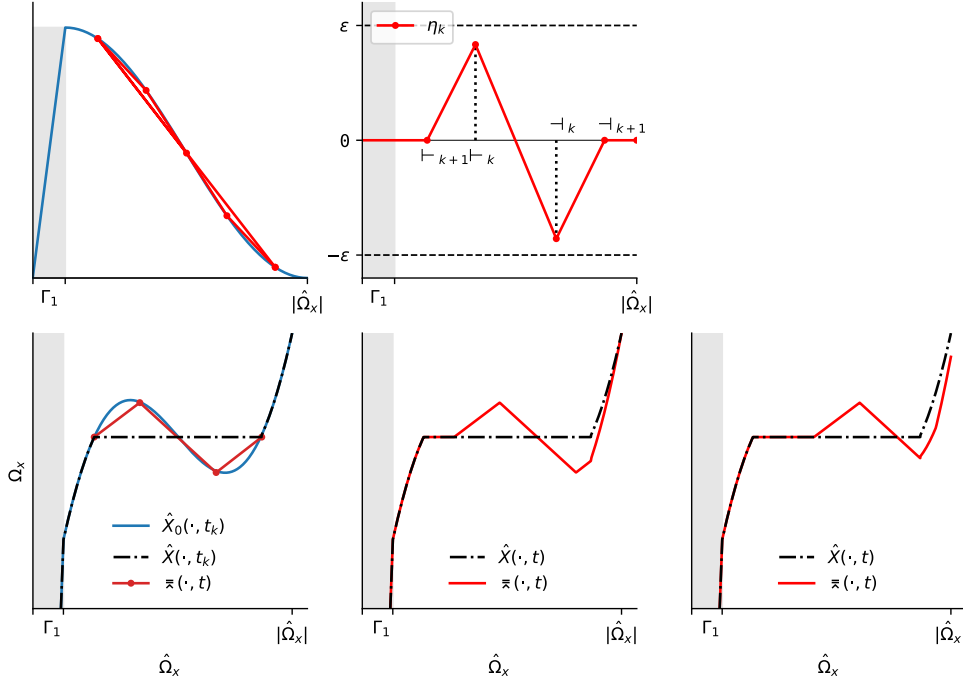 Γ₁
|Ω̂ₓ|
ηₖ
ε
0
−ε
⊢ₖ₊₁ ⊢ₖ
⊣ₖ
⊣ₖ₊₁
Γ₁
|Ω̂ₓ|
Ωₓ
X̂₀(·, tₖ)
X̂(·, tₖ)
(·, t)
Γ₁
|Ω̂ₓ|
Ω̂ₓ
X̂(·, t)
(·, t)
Γ₁
|Ω̂ₓ|
Ω̂ₓ
X̂(·, t)
(·, t)
Γ₁
|Ω̂ₓ|
Ω̂ₓ